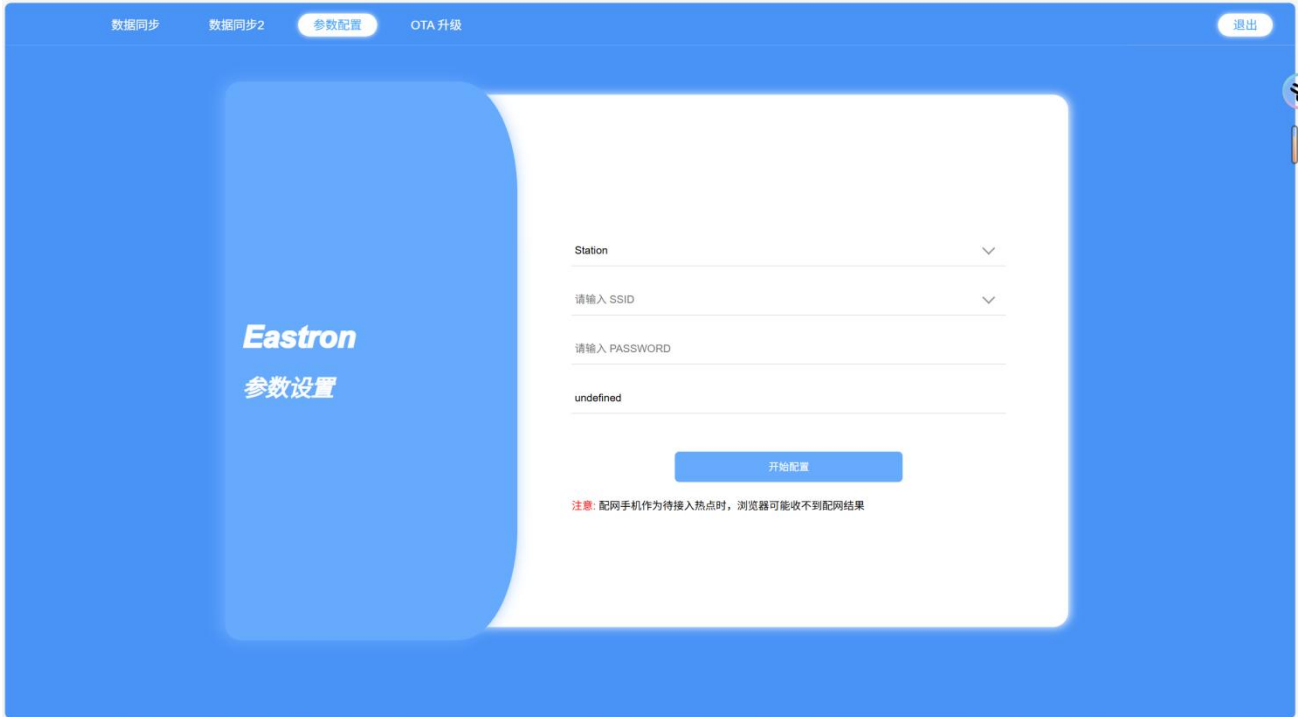 数据同步 数据同步2 参数配置 OTA 升级 退出
Station
请输入 SSID
Eastron
请输入 PASSWORD
参数设置
undefined
开始配置
注意: 配网手机作为待接入热点时，浏览器可能收不到配网结果